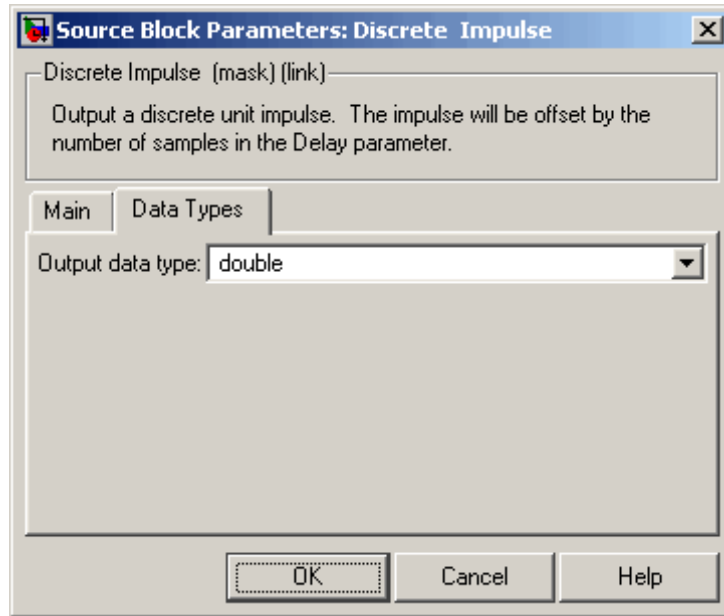 Source Block Parameters: Discrete Impulse
Discrete Impulse (mask) (link)
Output a discrete unit impulse. The impulse will be offset by the
number of samples in the Delay parameter.
Main Data Types
Output data type: double
OK Cancel Help